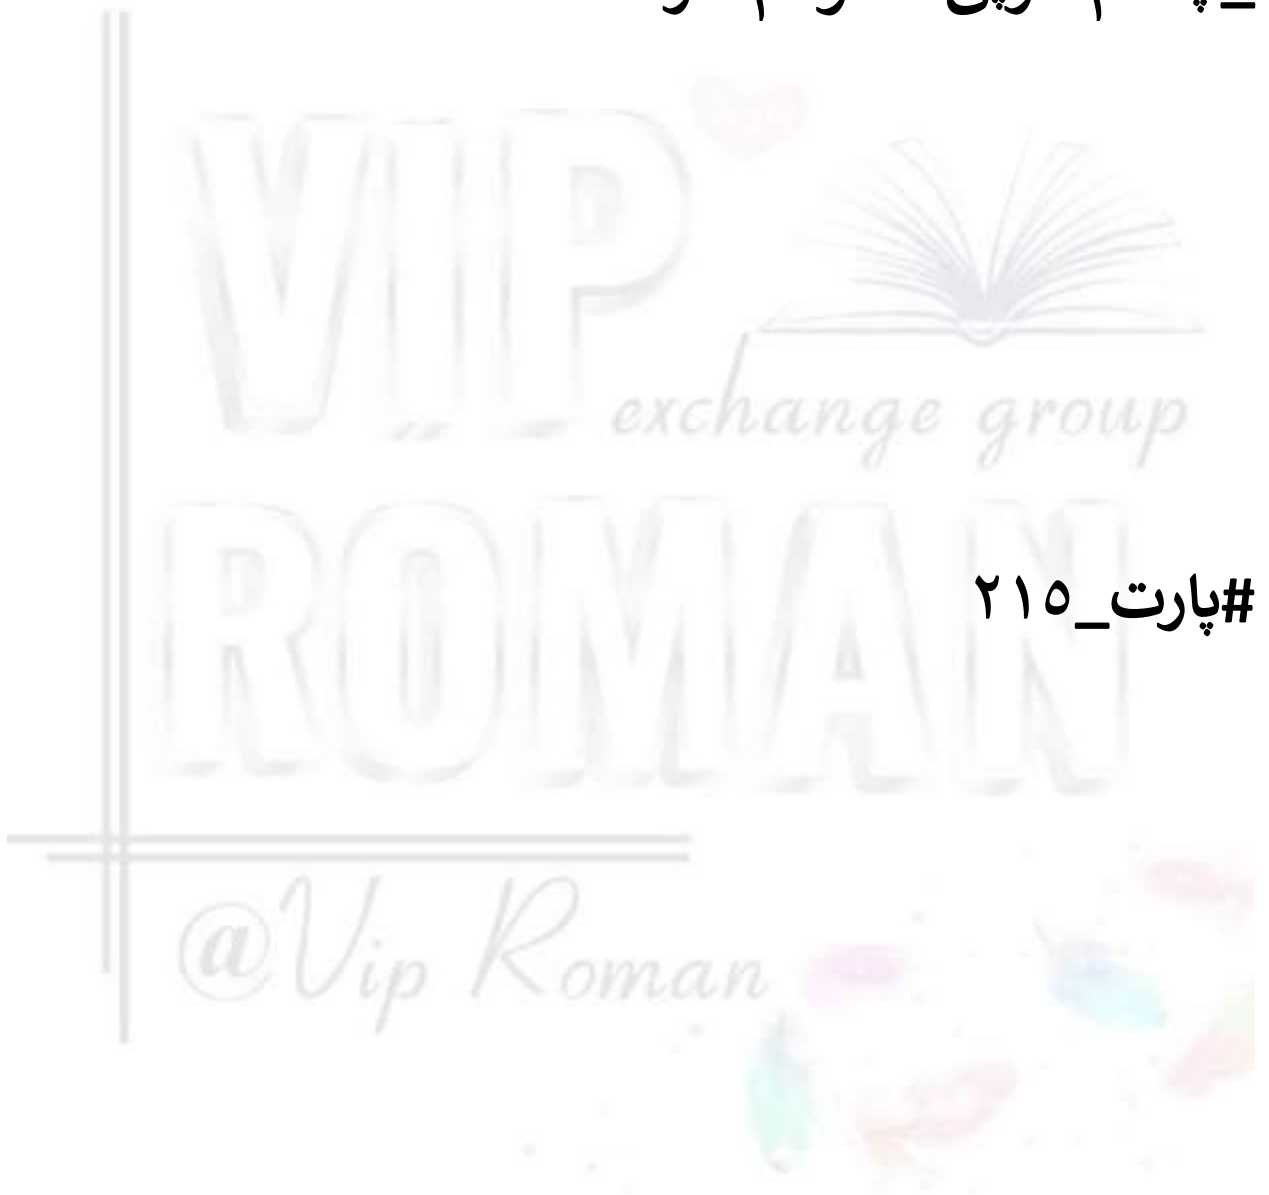 VIP
exchange group
ROMAN
#پارت_۲۱۵
@Vip Roman